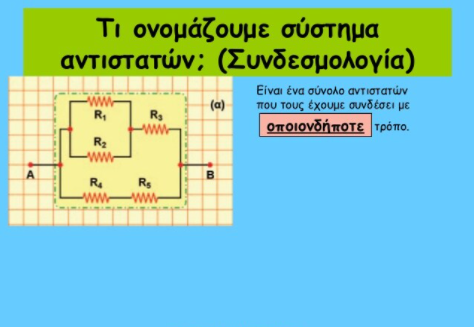 Τι ονομάζουμε σύστημα
αντιστατών; (Συνδεσμολογία)
Είναι ένα σύνολο αντιστατών
που τους έχουμε συνδέσει με
οποιονδήποτε τρόπο.
(α)
R1
R3
R2
A
B
R4
R5